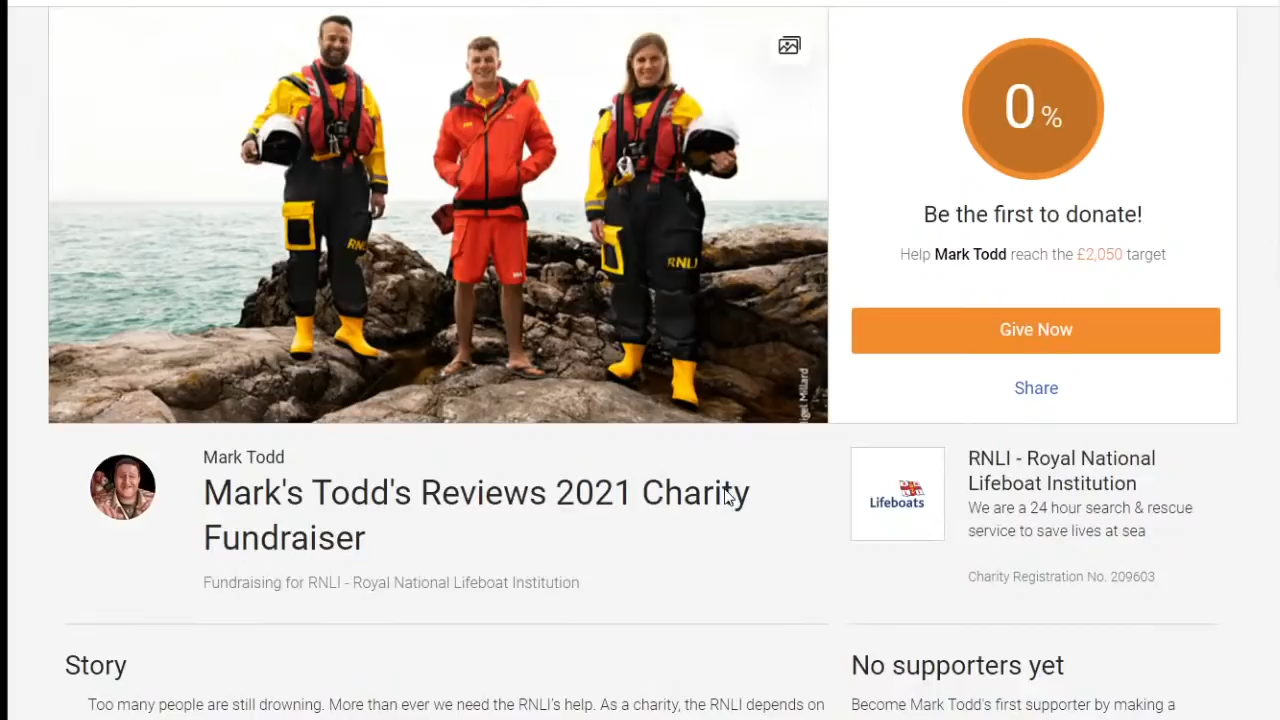 0 %
Be the first to donate!
Help Mark Todd reach the £2,050 target
Give Now
Share
RNLI
RNLI
igel Millard
Mark Todd
Mark's Todd's Reviews 2021 Charity
Fundraiser
Fundraising for RNLI - Royal National Lifeboat Institution
Lifeboats
RNLI - Royal National
Lifeboat Institution
We are a 24 hour search & rescue
service to save lives at sea
Charity Registration No. 209603
Story
Too many people are still drowning. More than ever we need the RNLI's help. As a charity, the RNLI depends on
No supporters yet
Become Mark Todd's first supporter by making a